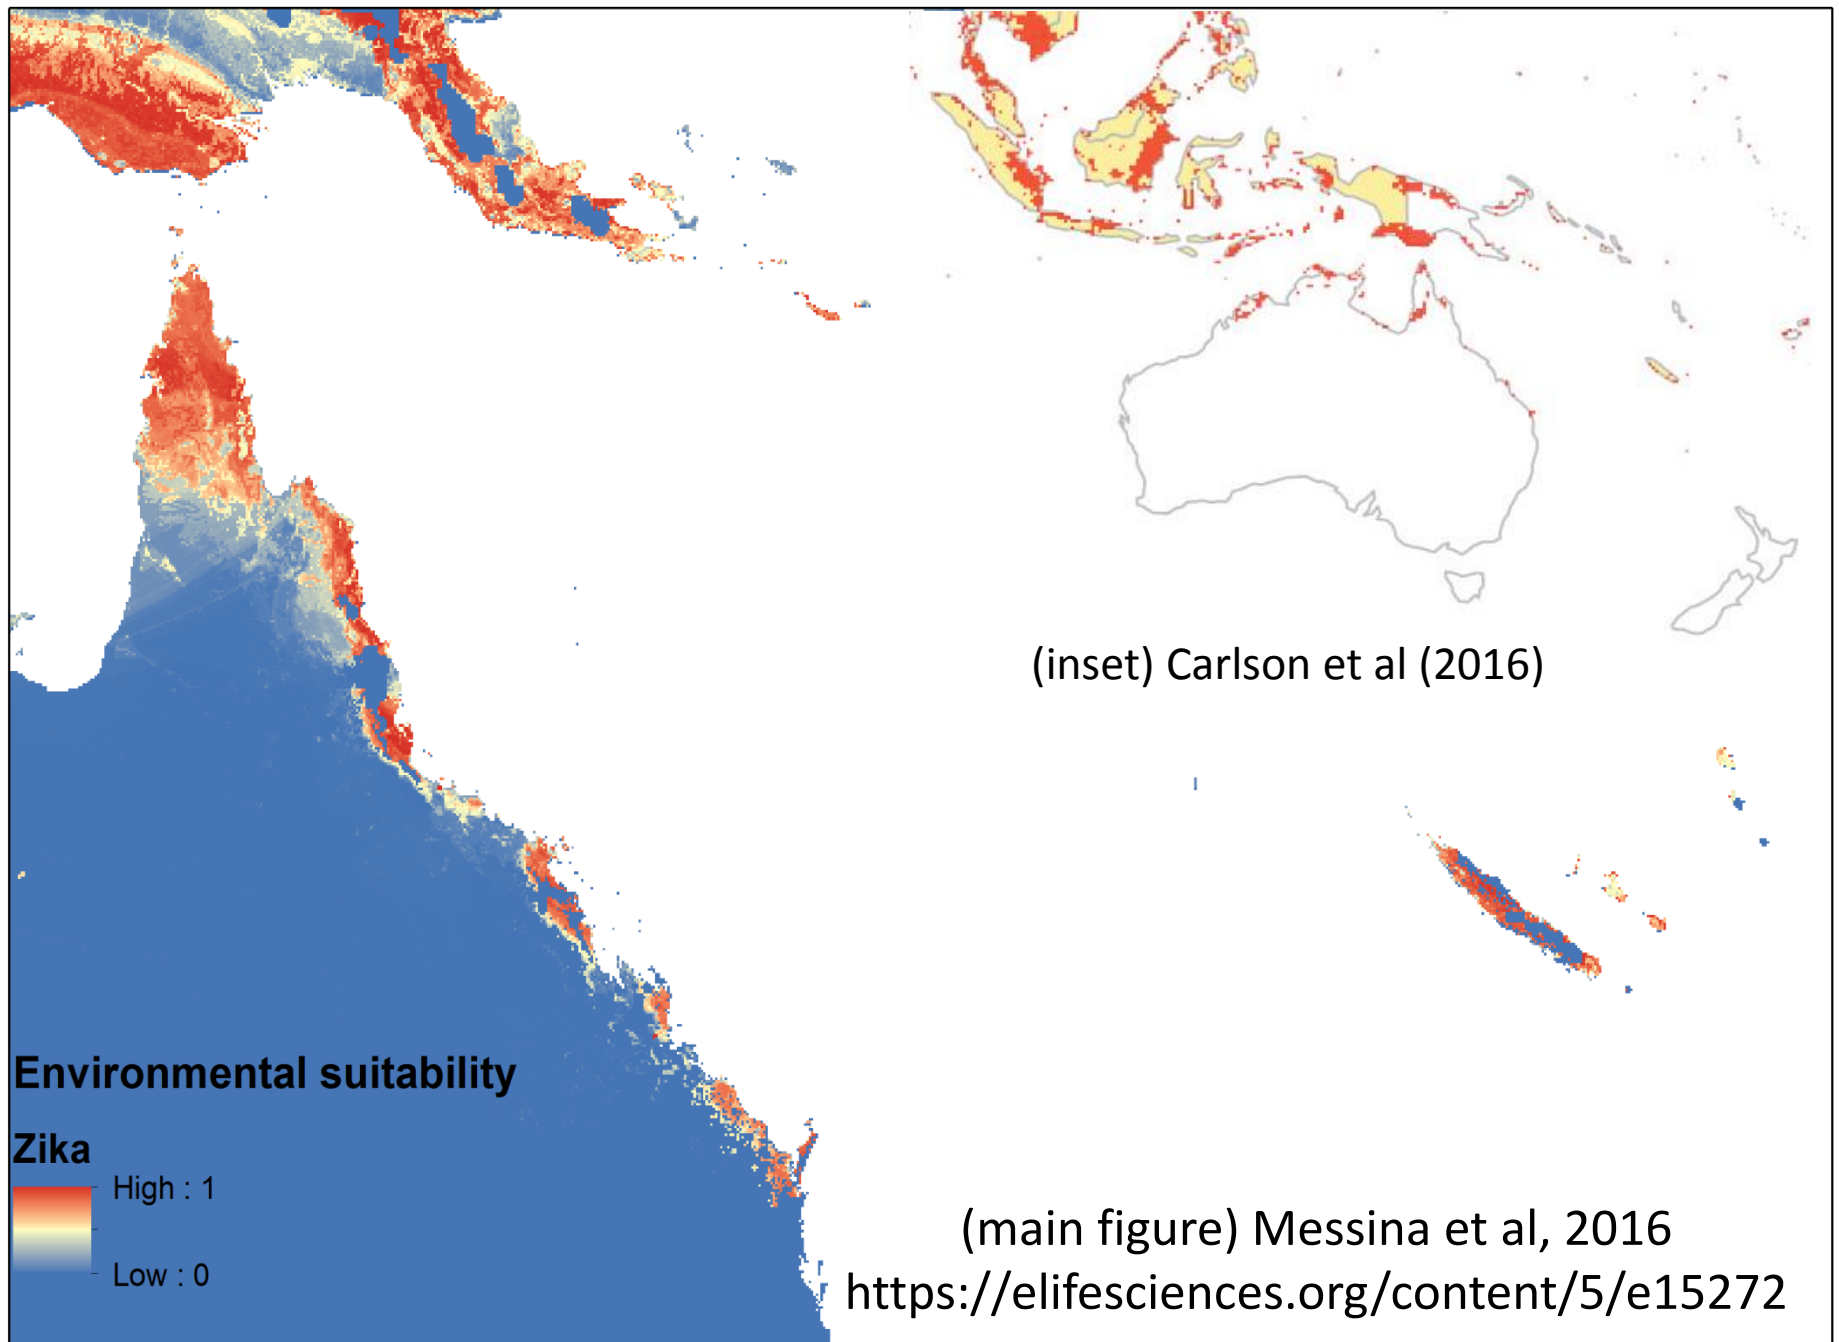 (inset) Carlson et al (2016)
Environmental suitability
Zika
High : 1
Low : 0
(main figure) Messina et al, 2016
https://elifesciences.org/content/5/e15272